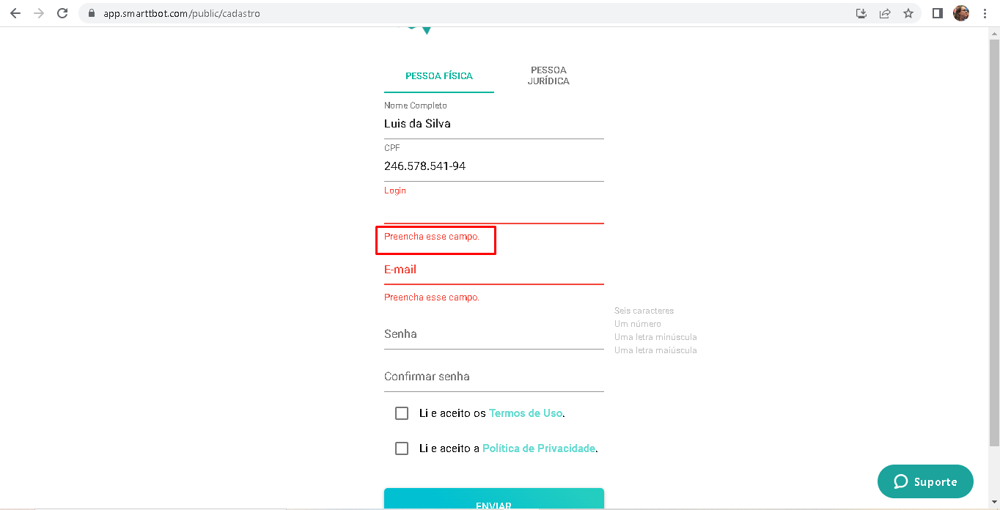 app.smarttbot.com/public/cadastro
PESSOA FÍSICA
PESSOA
JURÍDICA
Nome Completo
Luis da Silva
CPF
246.578.541-94
Login
Preencha esse campo.
E-mail
Preencha esse campo.
Seis caracteres
Um número
Uma letra minúscula
Uma letra maiúscula
Senha
Confirmar senha
Li e aceito os Termos de Uso.
Li e aceito a Política de Privacidade.
ENVIAR
Suporte